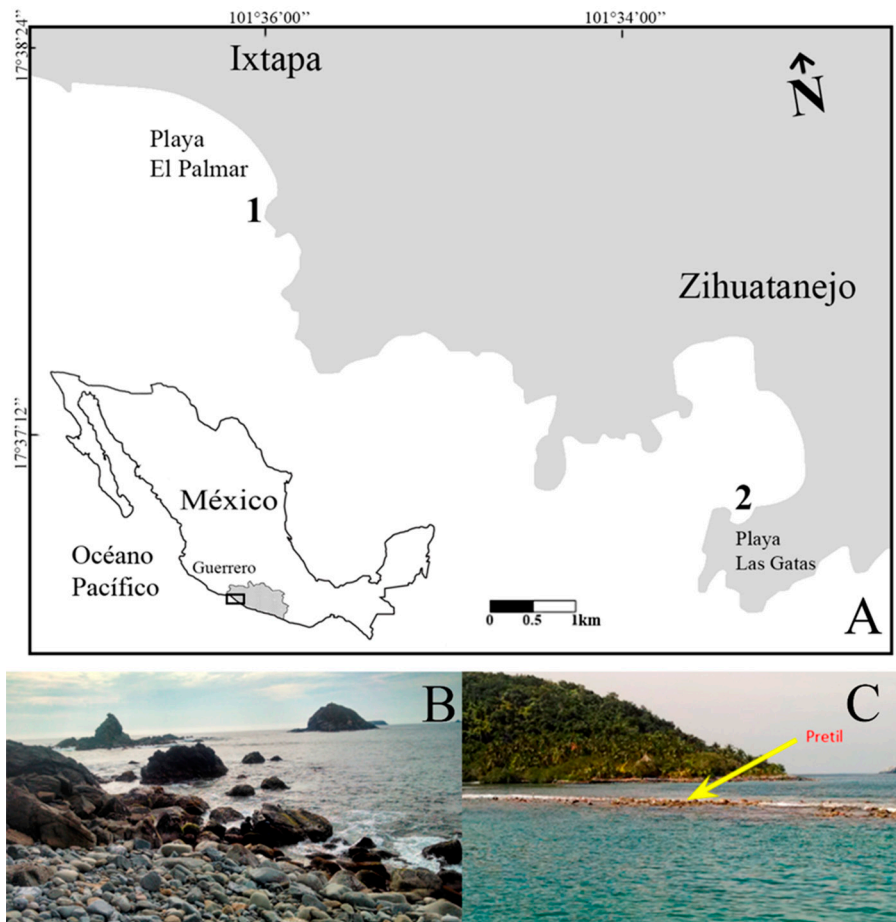 101°36'00''
101°34'00''
17°38'24''
Ixtapa
N
Playa
El Palmar
1
Zihuatanejo
17°37'12''
México
2
Playa
Las Gatas
Océano
Pacífico
Guerrero
0 0.5 1km
A
B
C
Pretil